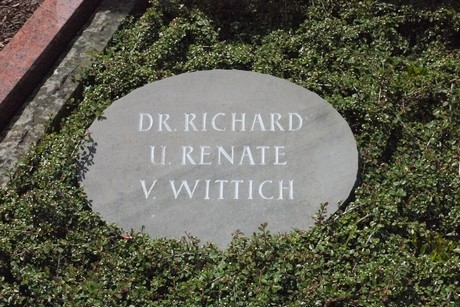 DR. RICHARD
U. RENATE
V. WITTICH